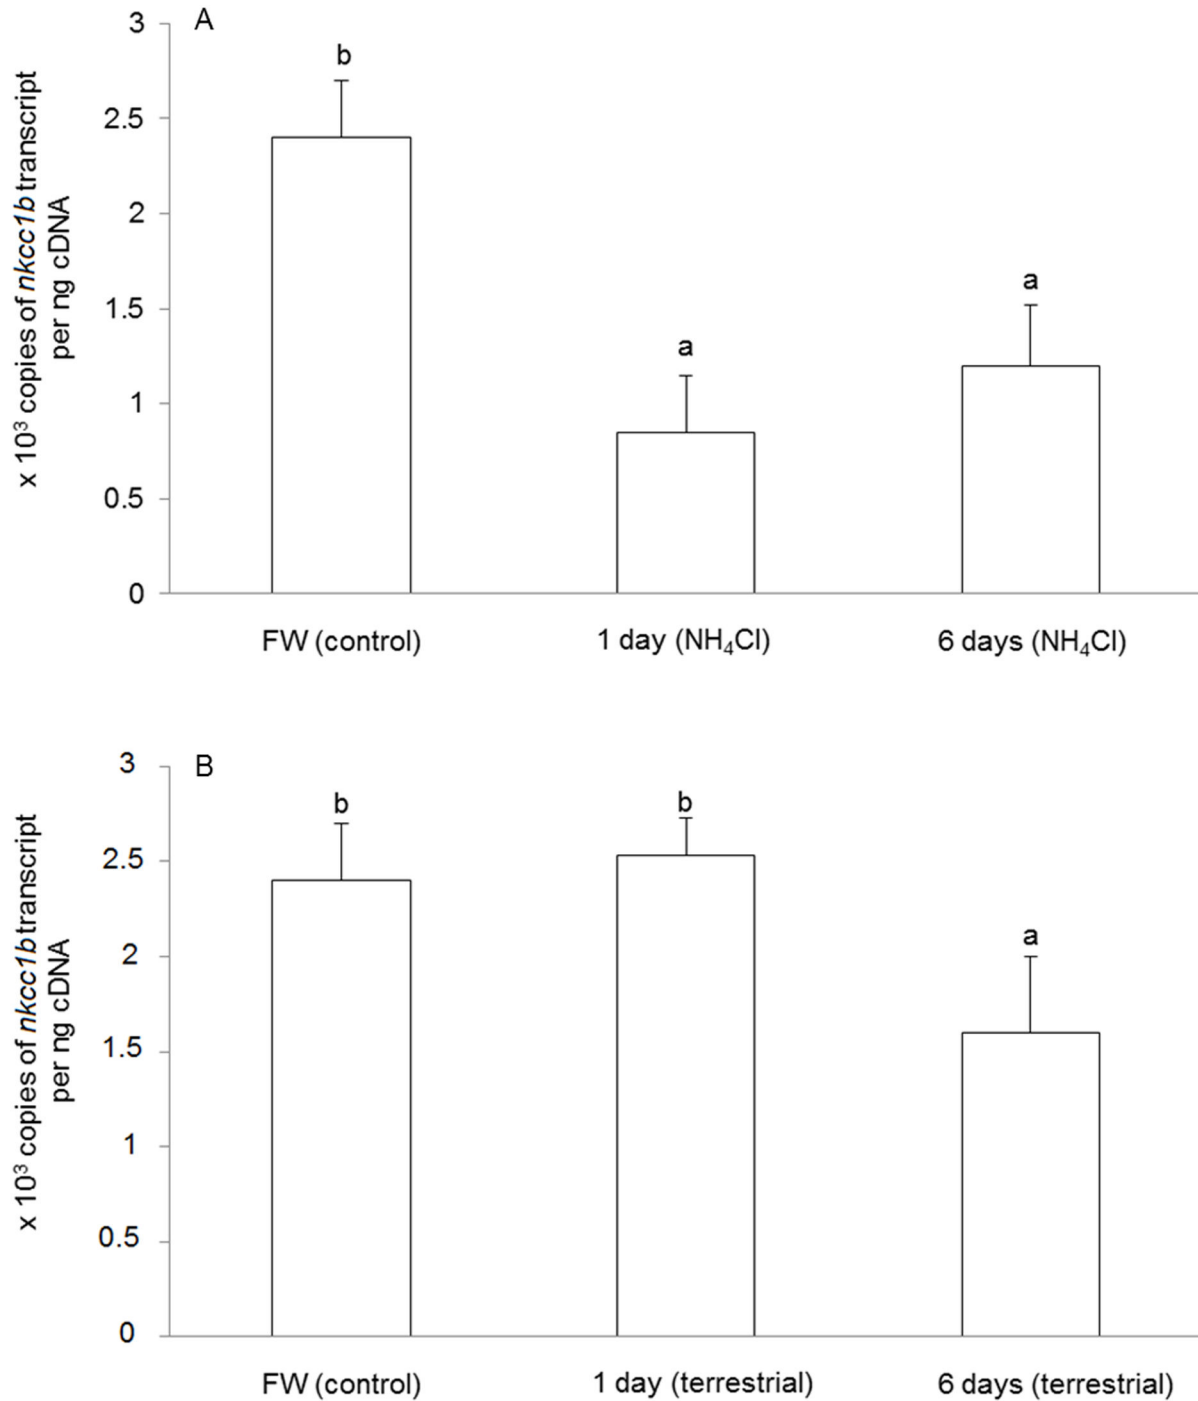 A
x 10³ copies of nkcc1b transcript
per ng cDNA
3
2.5
2
1.5
1
0.5
0
b
a
a
FW (control)
1 day (NH₄Cl)
6 days (NH₄Cl)
B
x 10³ copies of nkcc1b transcript
per ng cDNA
3
2.5
2
1.5
1
0.5
0
b
b
a
FW (control)
1 day (terrestrial)
6 days (terrestrial)